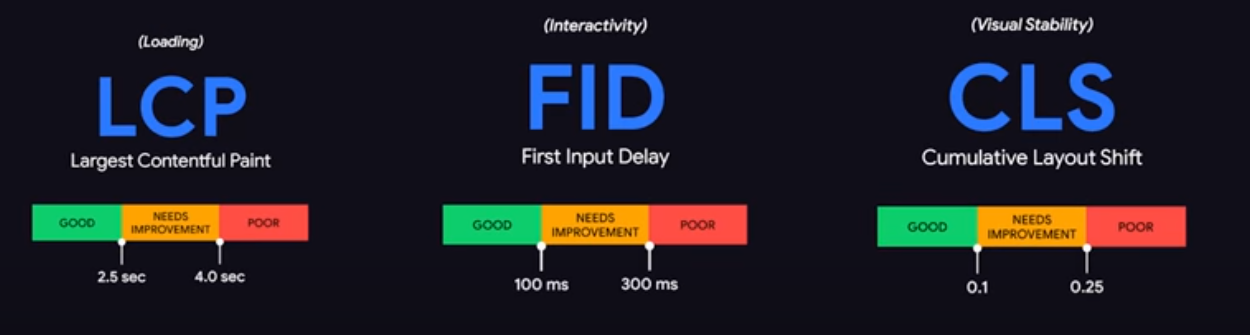 (Loading)
LCP
Largest Contentful Paint
GOOD
NEEDS
IMPROVEMENT
POOR
2.5 sec
4.0 sec
(Interactivity)
FID
First Input Delay
GOOD
NEEDS
IMPROVEMENT
POOR
100 ms
300 ms
(Visual Stability)
CLS
Cumulative Layout Shift
GOOD
NEEDS
IMPROVEMENT
POOR
0.1
0.25